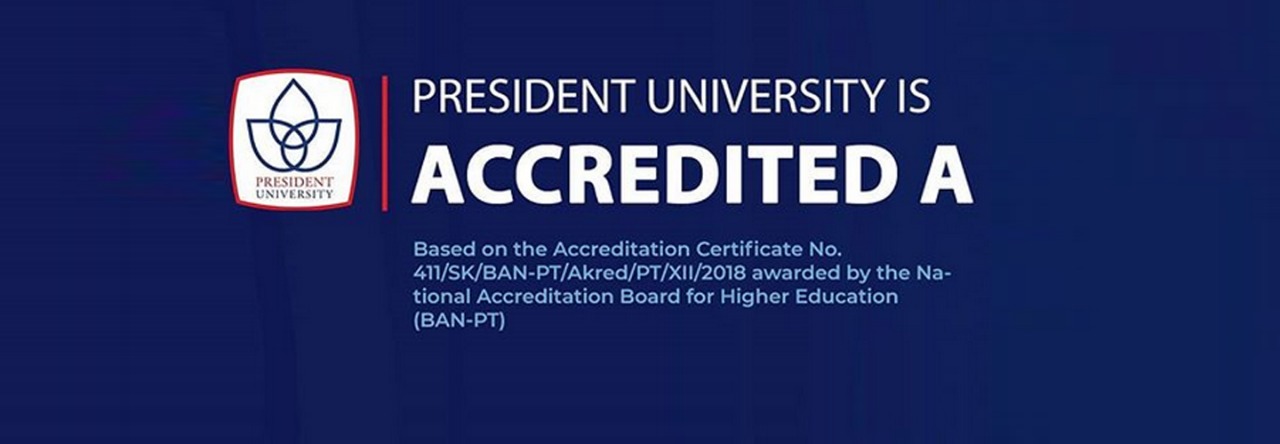 PRESIDENT
UNIVERSITY
PRESIDENT UNIVERSITY IS
ACCREDITED A
Based on the Accreditation Certificate No.
411/SK/BAN-PT/Akred/PT/XII/2018 awarded by the Na-
tional Accreditation Board for Higher Education
(BAN-PT)